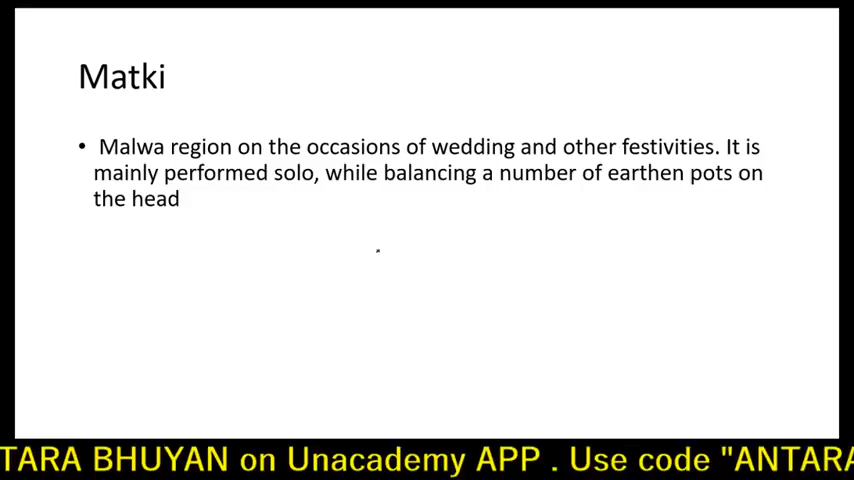 Matki
• Malwa region on the occasions of wedding and other festivities. It is
mainly performed solo, while balancing a number of earthen pots on
the head
TARA BHUYAN on Unacademy APP . Use code "ANTARA